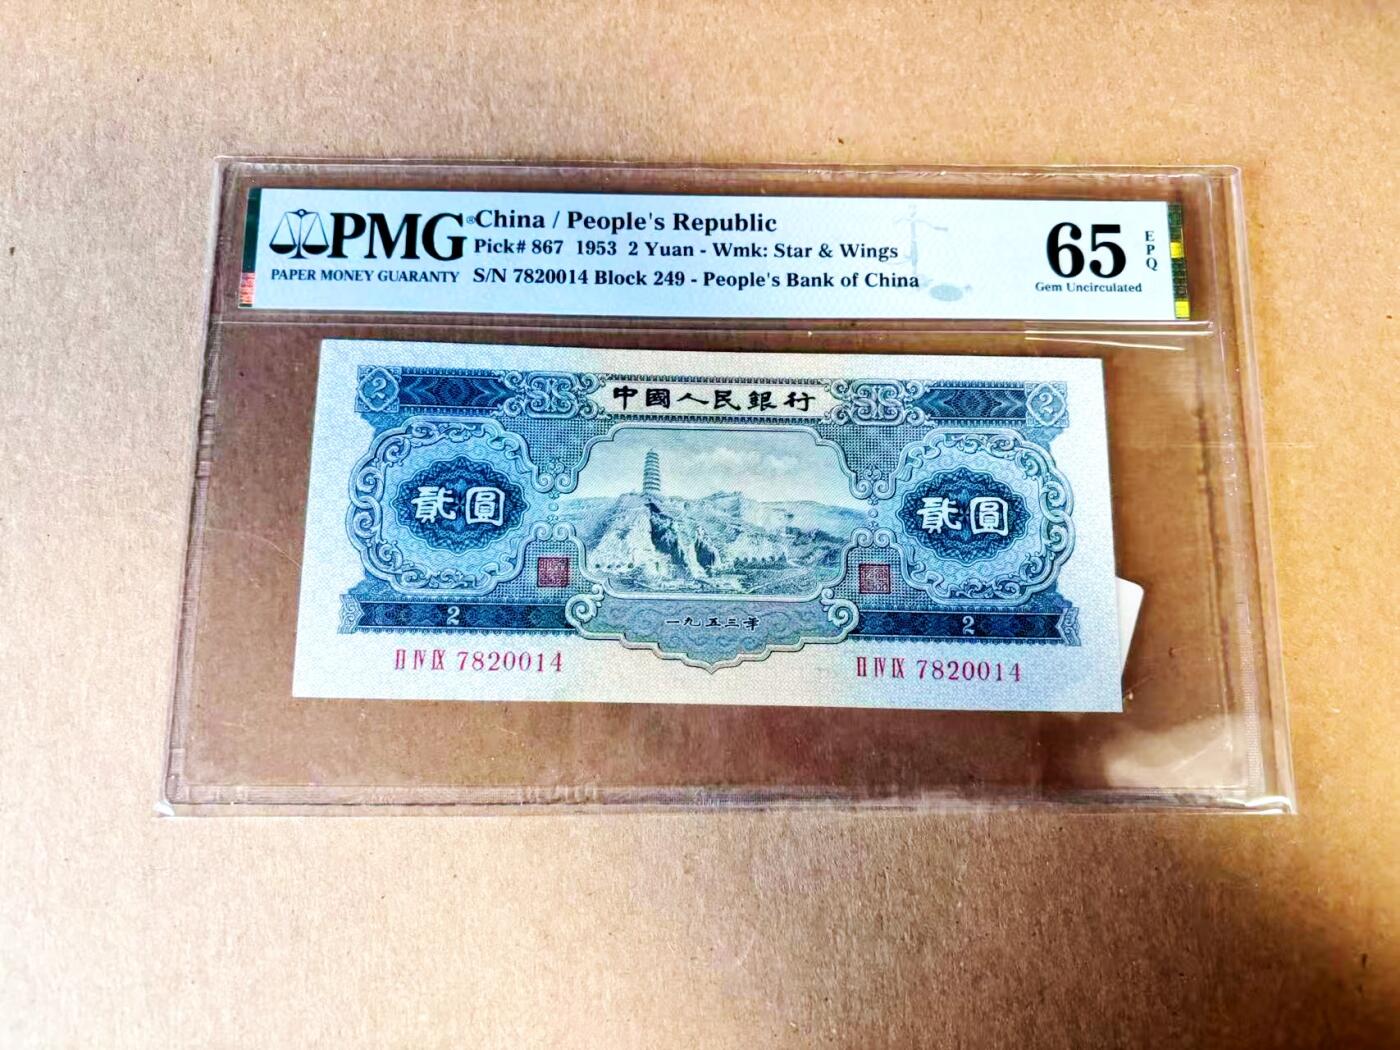 PMG® China / People's Republic
Pick# 867 1953 2 Yuan - Wmk: Star & Wings
PAPER MONEY GUARANTY S/N 7820014 Block 249 - People's Bank of China
65 EPQ
Gem Uncirculated
2 中國人民銀行 2
貳圓 貳圓
2 一九五三年 2
II IV IX 7820014 II IV IX 7820014